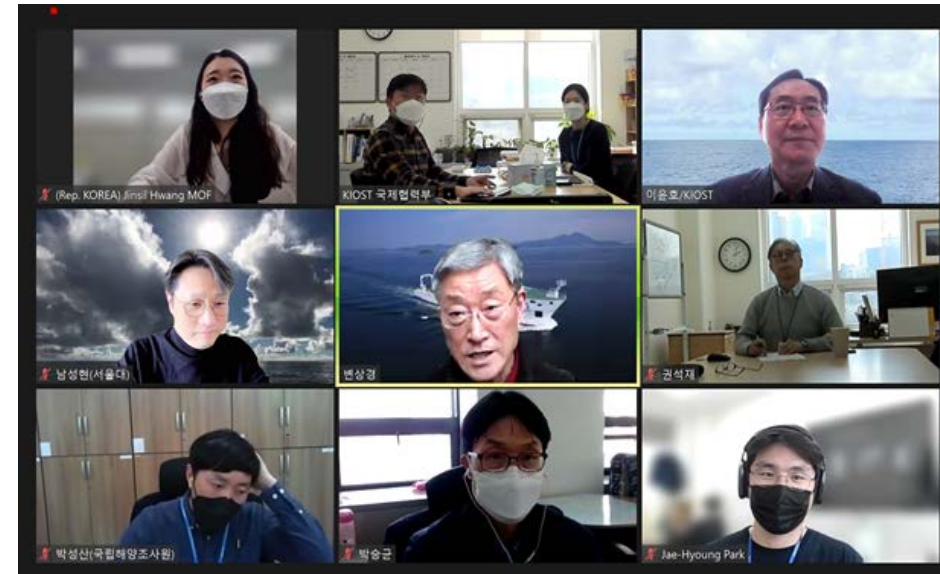 (Rep. KOREA) Jinsil Hwang MOF
KIOST 국제협력부
이윤호/KIOST
남성현(서울대)
변상경
권석재
박성산(국립해양조사원)
박승균
Jae-Hyoung Park